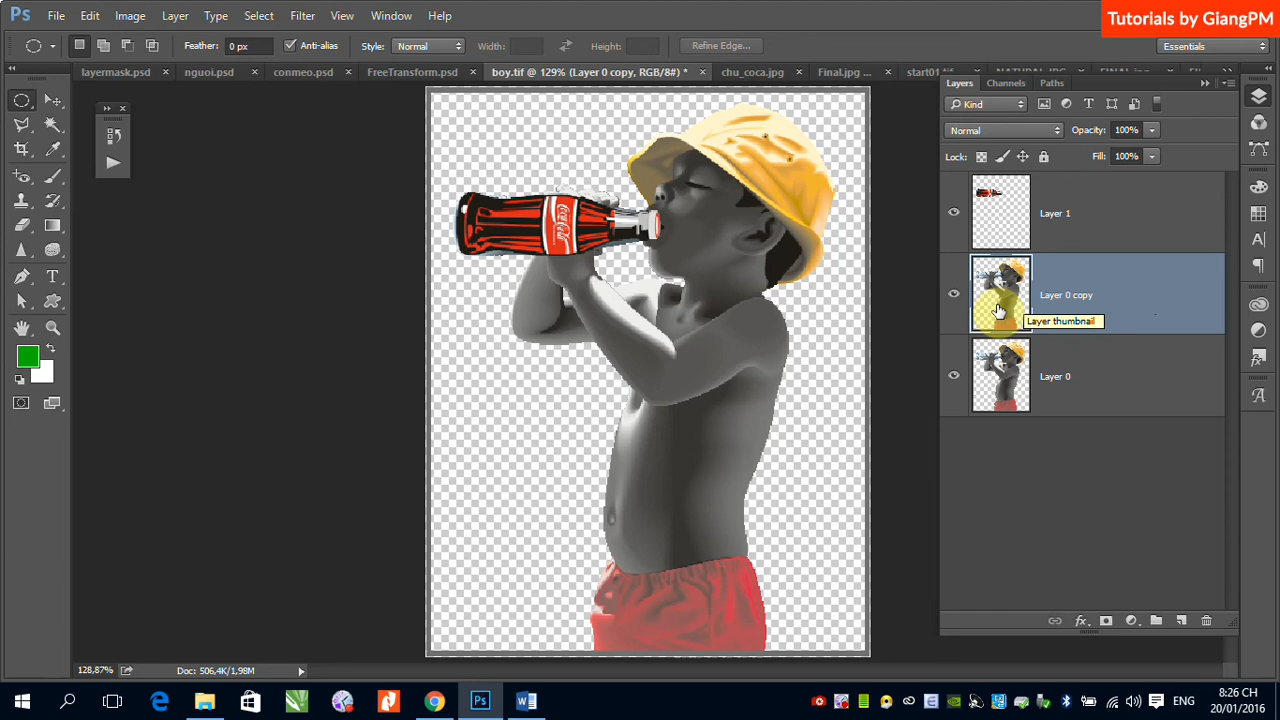 Ps File Edit Image Layer Type Select Filter View Window Help
Tutorials by GiangPM
Feather: 0 px Anti-alias Style: Normal Width: Height: Refine Edge... Essentials
layermask.psd × nguoi.psd × conmeo.psd × FreeTransform.psd × boy.tif @ 129% (Layer 0 copy, RGB/8#) * × chu_coca.jpg × Final.jpg ... ×
Layers Channels Paths
Kind
Normal Opacity: 100%
Lock: Fill: 100%
Layer 1
Coca-Cola
Layer 0 copy
Layer thumbnail
Layer 0
128,87% Doc: 506,4K/1,98M
ENG 8:26 CH
20/01/2016